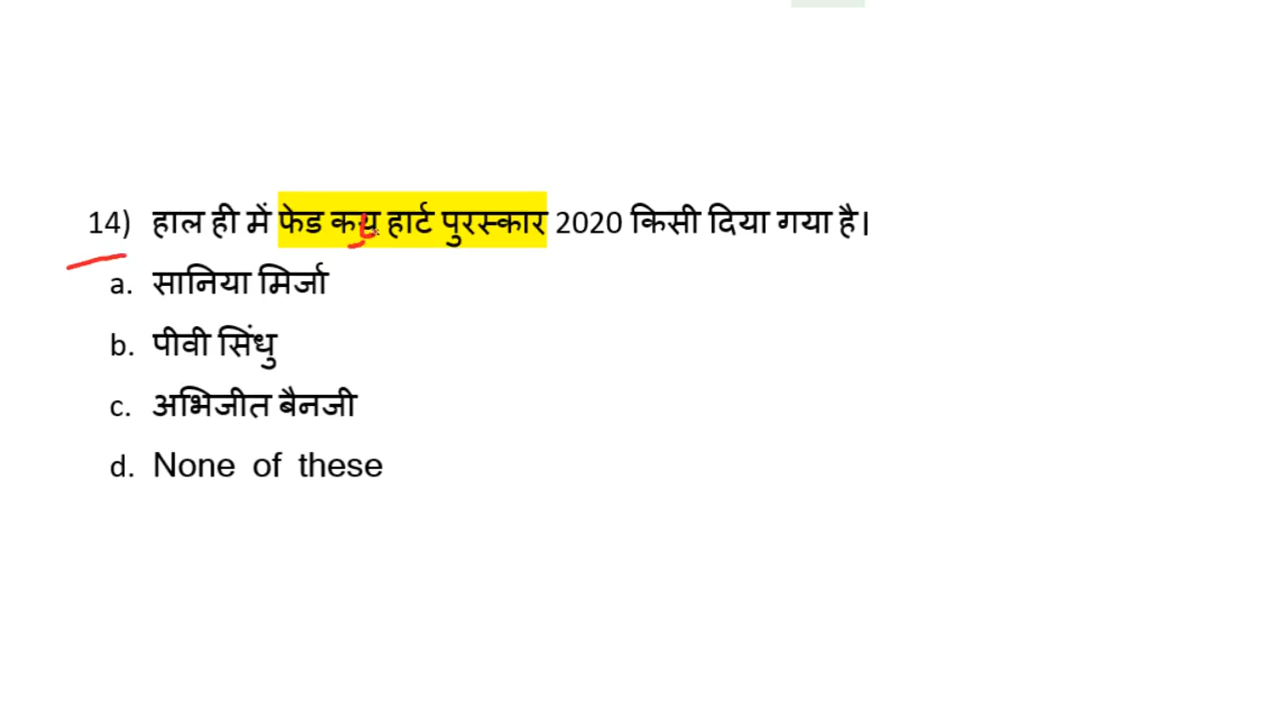 14) हाल ही में फेड कप हार्ट पुरस्कार 2020 किसी दिया गया है।
a. सानिया मिर्जा
b. पीवी सिंधु
c. अभिजीत बैनजी
d. None of these